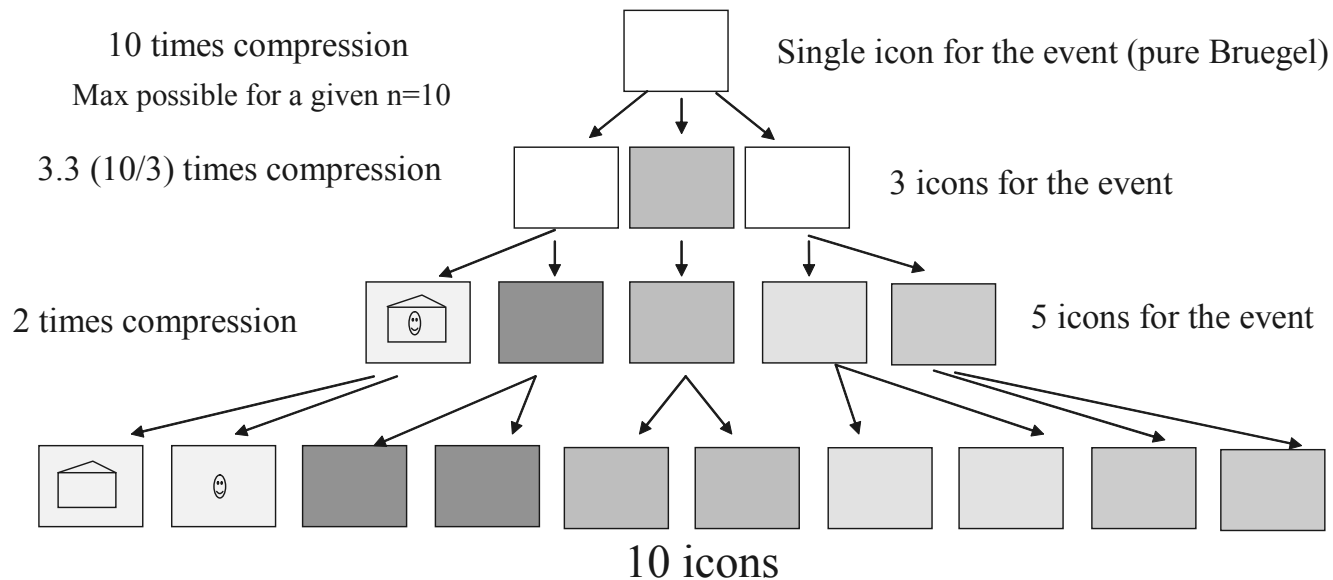 10 times compression
Single icon for the event (pure Bruegel)
Max possible for a given n=10
3.3 (10/3) times compression
3 icons for the event
2 times compression
5 icons for the event
10 icons